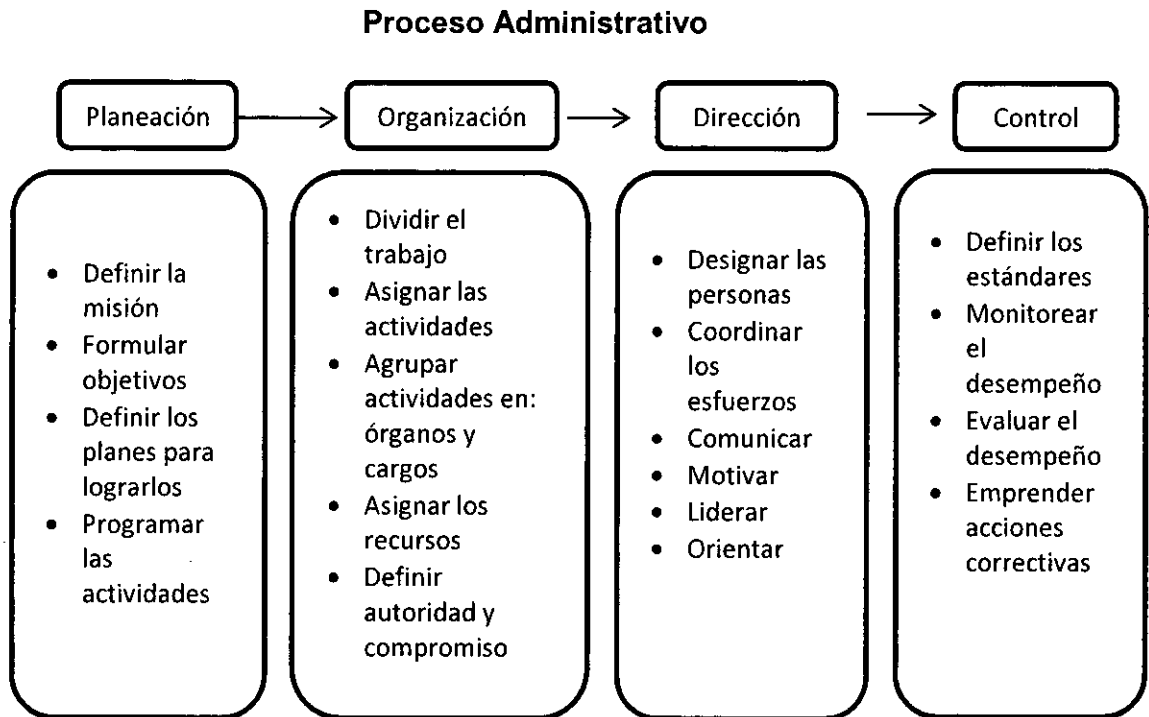 Proceso Administrativo
Planeación
Organización
Dirección
Control
• Definir la
misión
• Formular
objetivos
• Definir los
planes para
lograrlos
• Programar
las
actividades
• Dividir el
trabajo
• Asignar las
actividades
• Agrupar
actividades en:
órganos y
cargos
• Asignar los
recursos
• Definir
autoridad y
compromiso
• Designar las
personas
• Coordinar
los
esfuerzos
• Comunicar
• Motivar
• Liderar
• Orientar
• Definir los
estándares
• Monitorear
el
desempeño
• Evaluar el
desempeño
• Emprender
acciones
correctivas